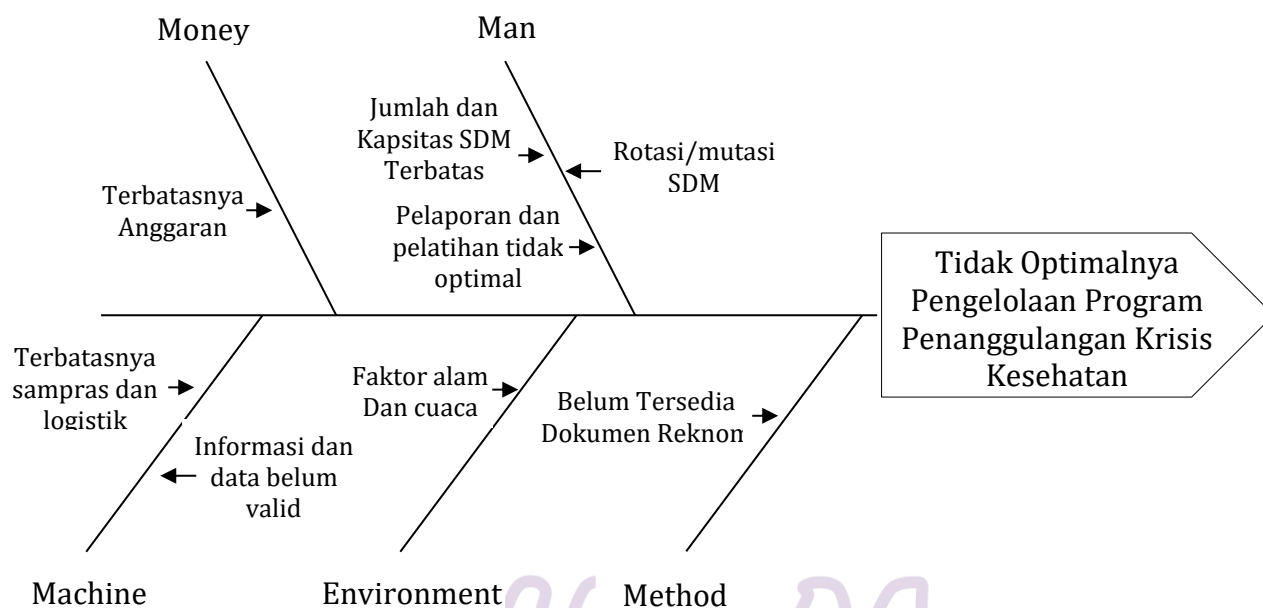 Money
Man
Jumlah dan
Kapsitas SDM
Terbatas
Rotasi/mutasi
SDM
Terbatasnya
Anggaran
Pelaporan dan
pelatihan tidak
optimal
Tidak Optimalnya
Pengelolaan Program
Penanggulangan Krisis
Kesehatan
Terbatasnya
sampras dan
logistik
Faktor alam
Dan cuaca
Belum Tersedia
Dokumen Reknon
Informasi dan
data belum
valid
Machine
Environment
Method